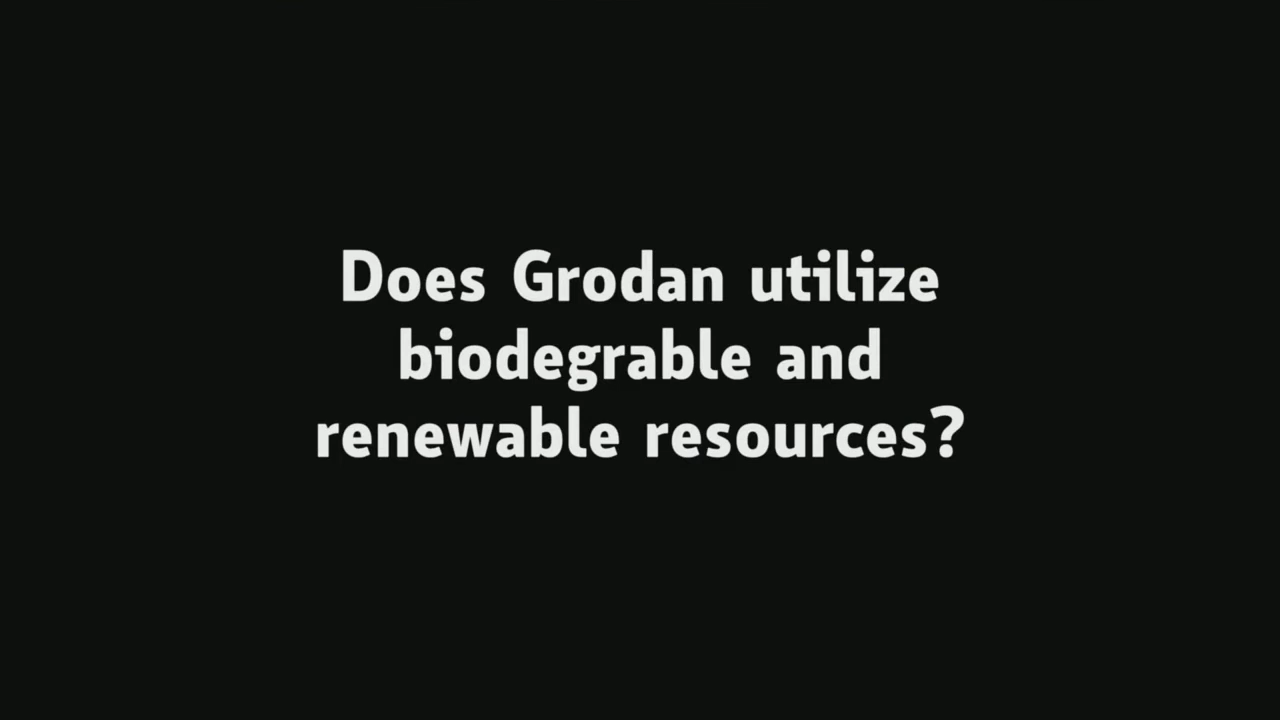 Does Grodan utilize
biodegrable and
renewable resources?